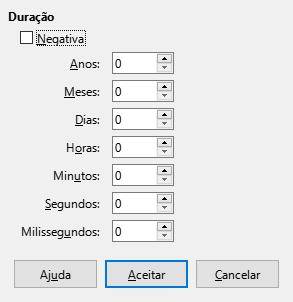 Duração
Negativa
Anos: 0
Meses: 0
Dias: 0
Horas: 0
Minutos: 0
Segundos: 0
Milissegundos: 0
Ajuda Aceitar Cancelar